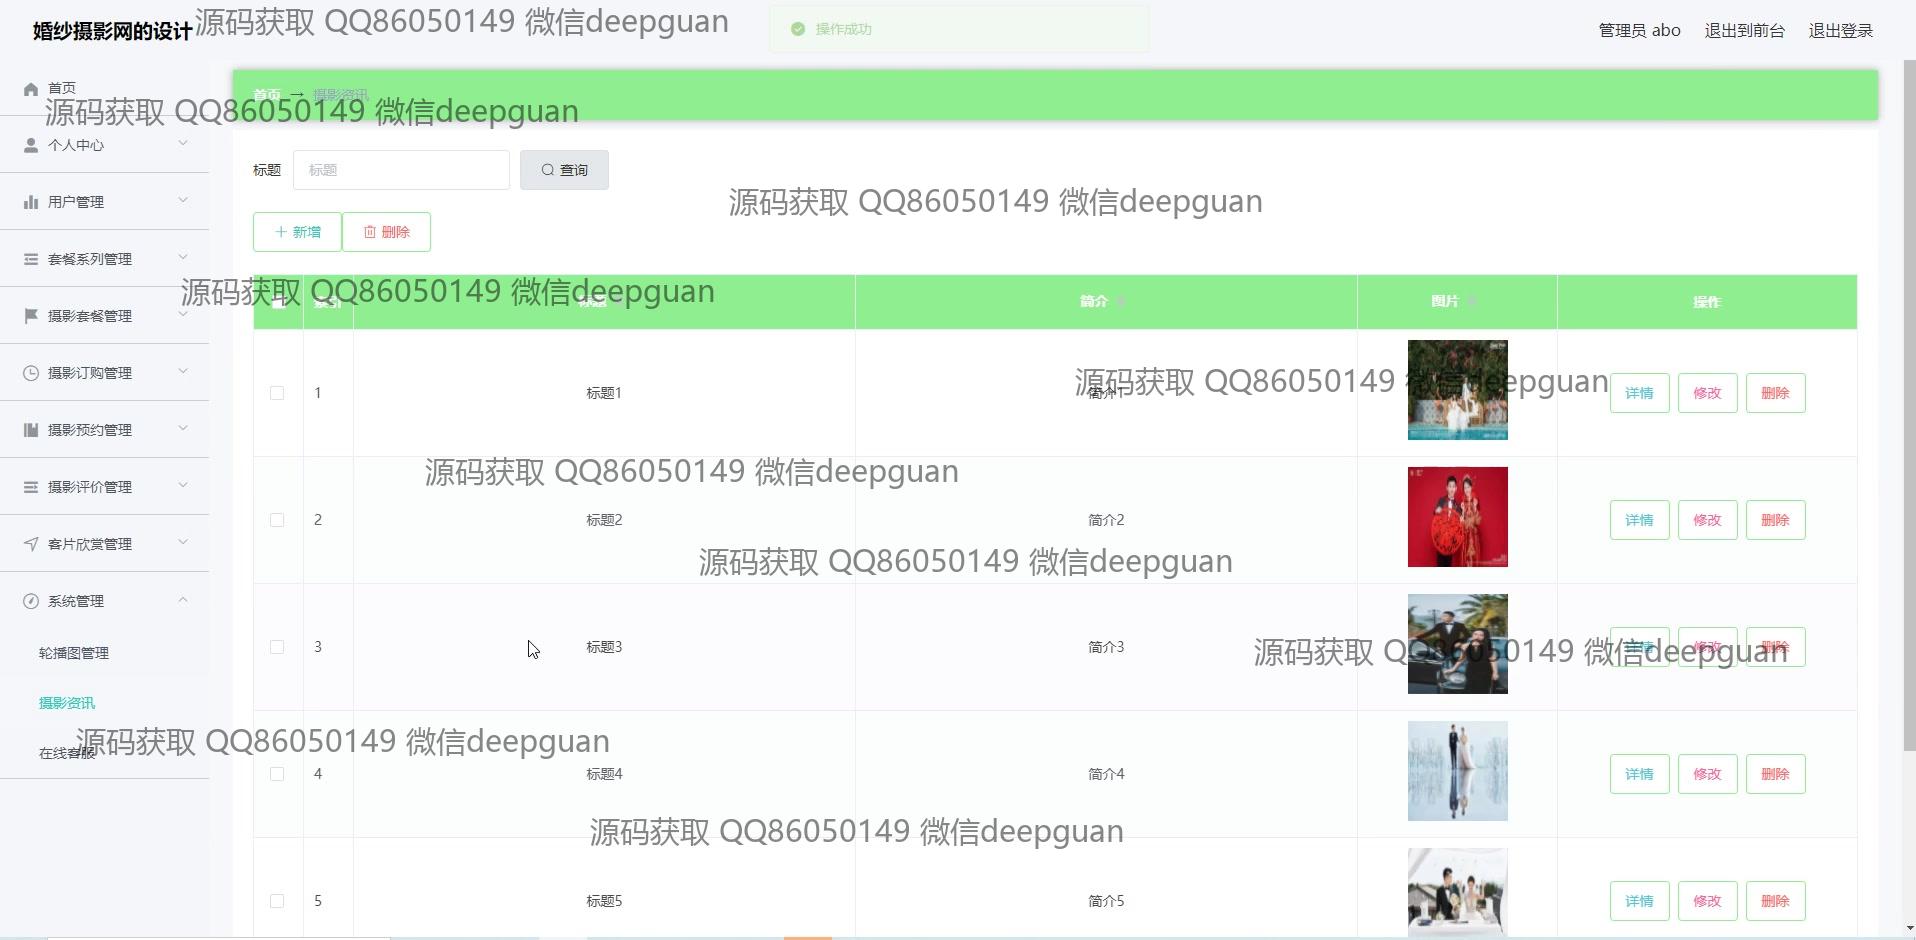 婚纱摄影网的设计
源码获取 QQ86050149 微信deepguan
操作成功
管理员 abo 退出到前台 退出登录
首页
首页 → 摄影资讯
源码获取 QQ86050149 微信deepguan
个人中心
标题 标题 查询
用户管理
源码获取 QQ86050149 微信deepguan
新增 删除
套餐系列管理
源码获取 QQ86050149 微信deepguan
索引 标题 简介 图片 操作
摄影套餐管理
摄影订购管理
源码获取 QQ86050149 微信deepguan
1 标题1 简介1 详情 修改 删除
摄影预约管理
源码获取 QQ86050149 微信deepguan
摄影评价管理
2 标题2 简介2 详情 修改 删除
客片欣赏管理
源码获取 QQ86050149 微信deepguan
系统管理
3 标题3 简介3 详情 修改 删除
源码获取 QQ86050149 微信deepguan
轮播图管理
摄影资讯
源码获取 QQ86050149 微信deepguan
在线客服
4 标题4 简介4 详情 修改 删除
源码获取 QQ86050149 微信deepguan
5 标题5 简介5 详情 修改 删除